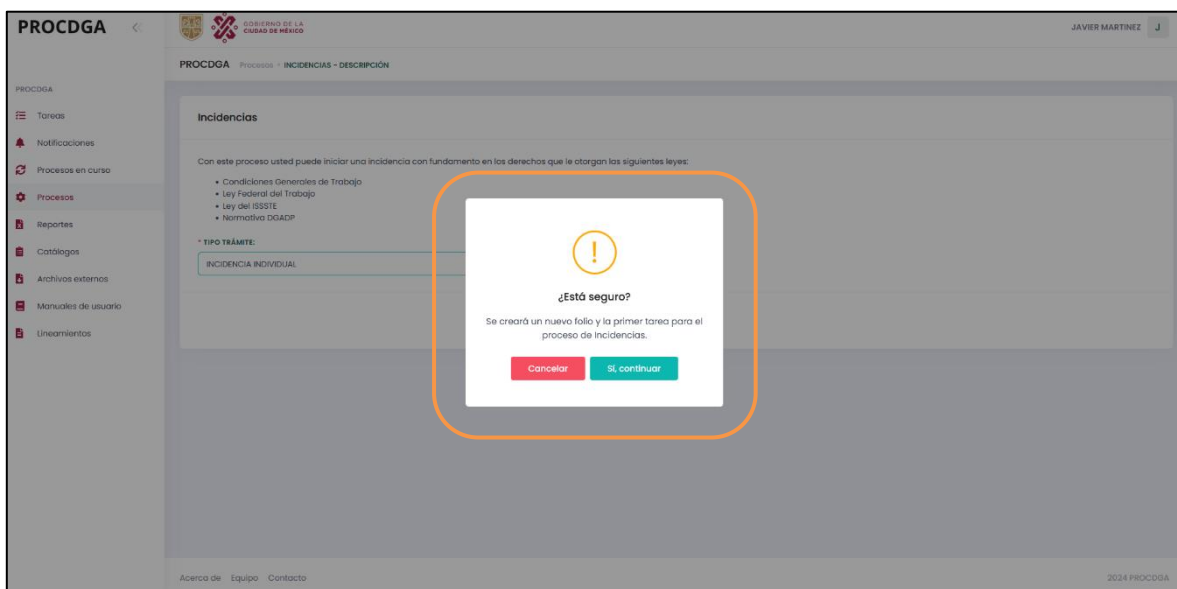 PROCDGA
GOBIERNO DE LA
CIUDAD DE MÉXICO
JAVIER MARTINEZ J
PROCDGA Procesos • INCIDENCIAS - DESCRIPCIÓN
PROCDGA
Tareas
Notificaciones
Procesos en curso
Procesos
Reportes
Catálogos
Archivos externos
Manuales de usuario
Lineamientos
Incidencias
Con este proceso usted puede iniciar una incidencia con fundamento en los derechos que le otorgan las siguientes leyes:
• Condiciones Generales de Trabajo
• Ley Federal del Trabajo
• Ley del ISSSTE
• Normativa DGADP
* TIPO TRÁMITE:
INCIDENCIA INDIVIDUAL
!
¿Está seguro?
Se creará un nuevo folio y la primer tarea para el
proceso de Incidencias.
Cancelar Sí, continuar
Acerca de Equipo Contacto
2024 PROCDGA